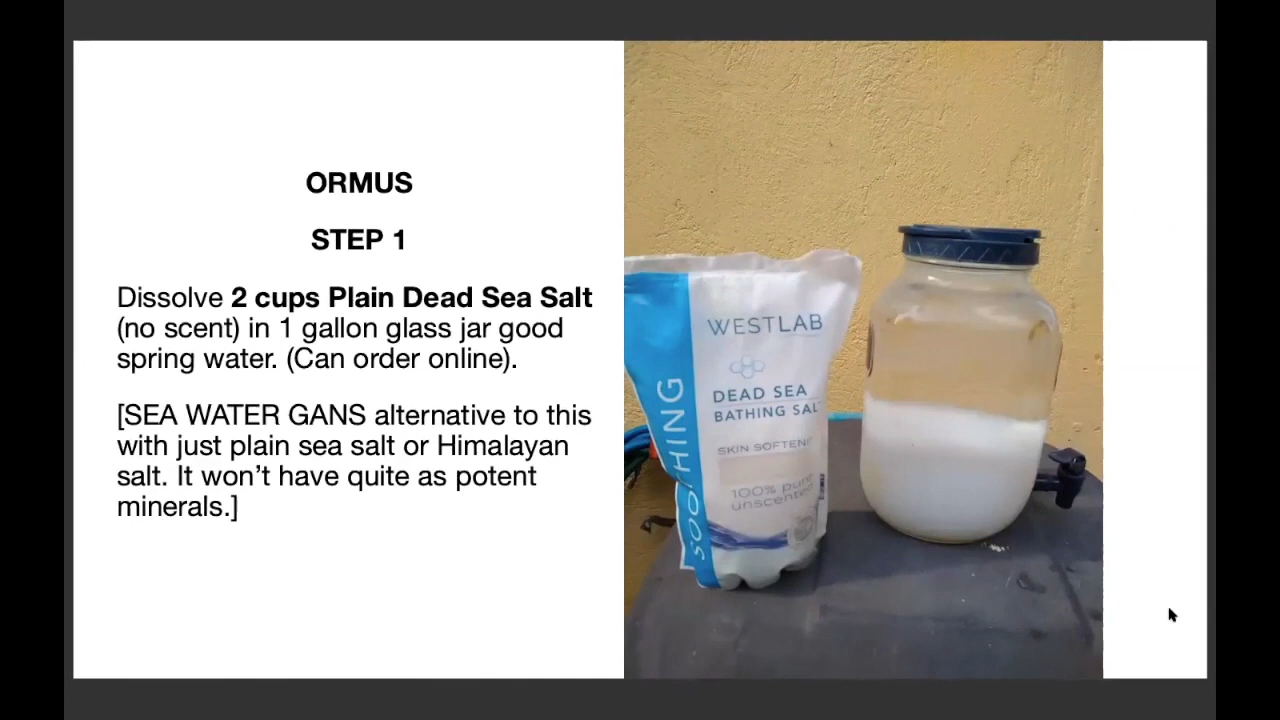 ORMUS
STEP 1
Dissolve 2 cups Plain Dead Sea Salt
(no scent) in 1 gallon glass jar good
spring water. (Can order online).
[SEA WATER GANS alternative to this
with just plain sea salt or Himalayan
salt. It won’t have quite as potent
minerals.]
SOOTHING
WESTLAB
DEAD SEA
BATHING SAL
SKIN SOFTENI
100% pure
unscented